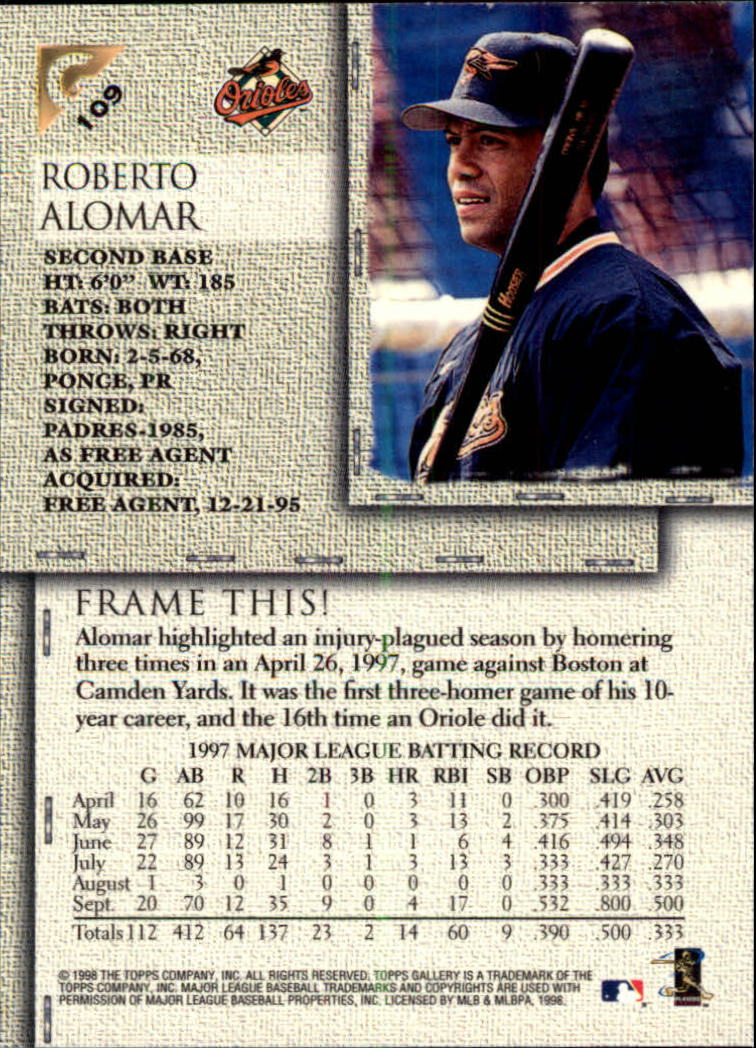 109
Orioles
ROBERTO
ALOMAR
SECOND BASE
HT: 6'0" WT: 185
BATS: BOTH
THROWS: RIGHT
BORN: 2-5-68,
PONCE, PR
SIGNED:
PADRES-1985,
AS FREE AGENT
ACQUIRED:
FREE AGENT, 12-21-95
Hoosier
FRAME THIS!
Alomar highlighted an injury-plagued season by homering
three times in an April 26, 1997, game against Boston at
Camden Yards. It was the first three-homer game of his 10-
year career, and the 16th time an Oriole did it.
1997 MAJOR LEAGUE BATTING RECORD
G AB R H 2B 3B HR RBI SB OBP SLG AVG
April 16 62 10 16 1 0 3 11 0 .300 .419 .258
May 26 99 17 30 2 0 3 13 2 .375 .414 .303
June 27 89 12 31 8 1 1 6 4 .416 .494 .348
July 22 89 13 24 3 1 3 13 3 .333 .427 .270
August 1 3 0 1 0 0 0 0 0 .333 .333 .333
Sept. 20 70 12 35 9 0 4 17 0 .532 .800 .500
Totals 112 412 64 137 23 2 14 60 9 .390 .500 .333
© 1998 THE TOPPS COMPANY, INC. ALL RIGHTS RESERVED. TOPPS GALLERY IS A TRADEMARK OF THE
TOPPS COMPANY, INC. MAJOR LEAGUE BASEBALL TRADEMARKS AND COPYRIGHTS ARE USED WITH
PERMISSION OF MAJOR LEAGUE BASEBALL PROPERTIES, INC. LICENSED BY MLB & MLBPA, 1998.
PLAYERS